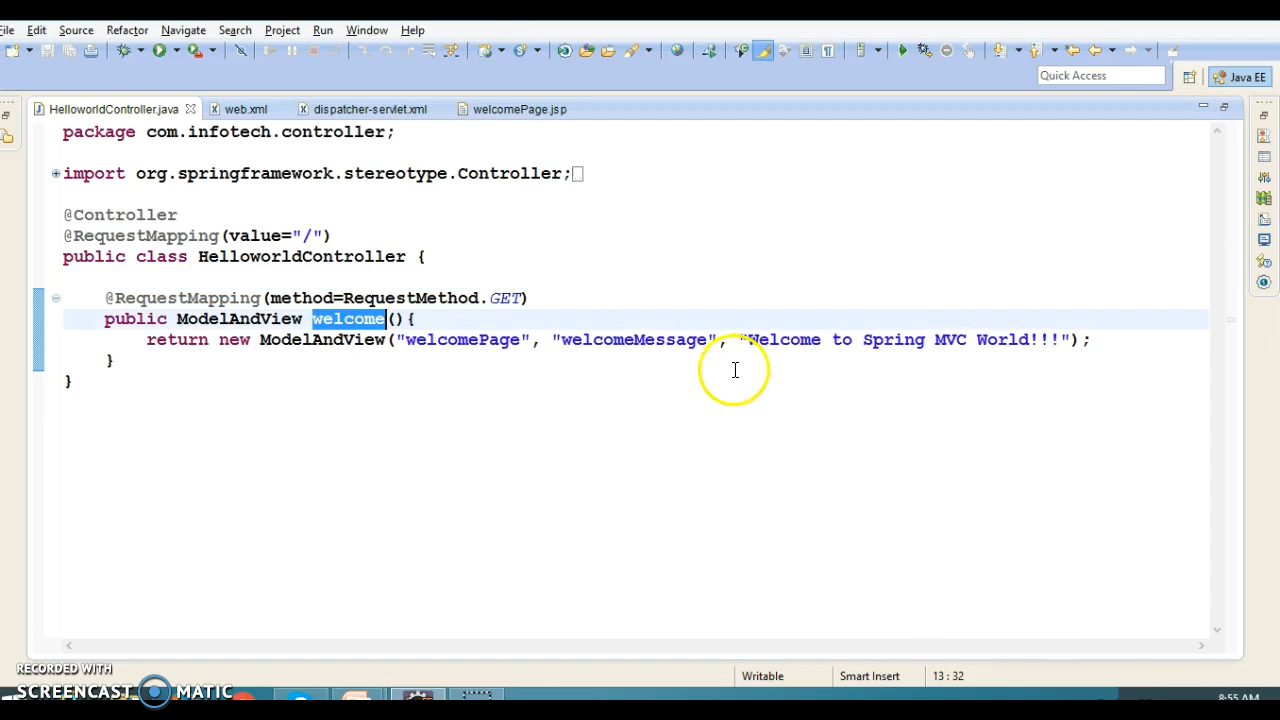 File Edit Source Refactor Navigate Search Project Run Window Help
Quick Access
Java EE
HelloworldController.java web.xml dispatcher-servlet.xml welcomePage.jsp
package com.infotech.controller;
import org.springframework.stereotype.Controller;
@Controller
@RequestMapping(value="/")
public class HelloworldController {
@RequestMapping(method=RequestMethod.GET)
public ModelAndView welcome(){
return new ModelAndView("welcomePage", "welcomeMessage", "Welcome to Spring MVC World!!!");
}
}
RECORDED WITH
SCREENCAST MATIC
Writable Smart Insert 13 : 32
8:55 AM